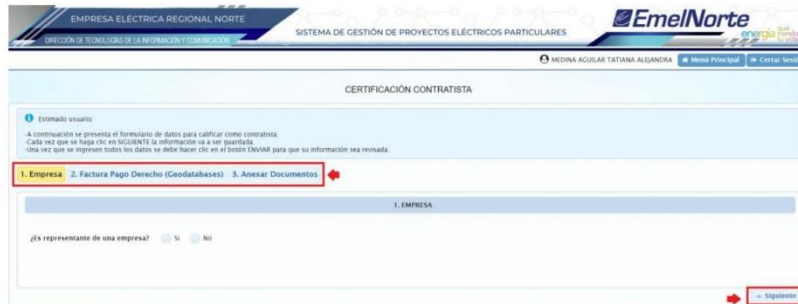 EMPRESA ELÉCTRICA REGIONAL NORTE
DIRECCIÓN DE TECNOLOGÍAS DE LA INFORMACIÓN Y COMUNICACIÓN
SISTEMA DE GESTIÓN DE PROYECTOS ELÉCTRICOS PARTICULARES
EmelNorte
energía
MEDINA AGUILAR TATIANA ALEJANDRA Menú Principal Cerrar Sesi
CERTIFICACIÓN CONTRATISTA
Estimado usuario:
-A continuación se presenta el formulario de datos para calificar como contratista.
-Cada vez que se haga clic en SIGUIENTE la información va a ser guardada.
-Una vez que se ingresen todos los datos se debe hacer clic en el botón ENVIAR para que su información sea revisada.
1. Empresa 2. Factura Pago Derecho (Geodatabases) 3. Anexar Documentos
1. EMPRESA
¿Es representante de una empresa? Si No
Siguiente